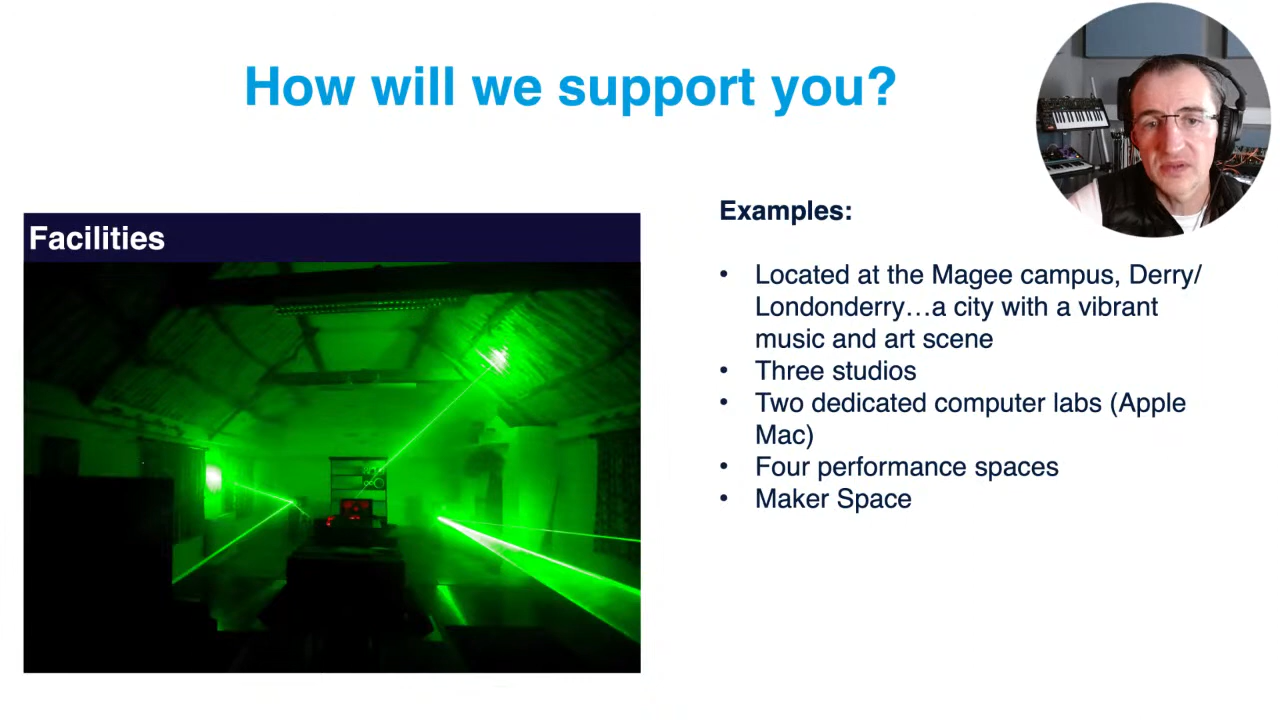 How will we support you?
Facilities
Examples:
• Located at the Magee campus, Derry/
Londonderry…a city with a vibrant
music and art scene
• Three studios
• Two dedicated computer labs (Apple
Mac)
• Four performance spaces
• Maker Space